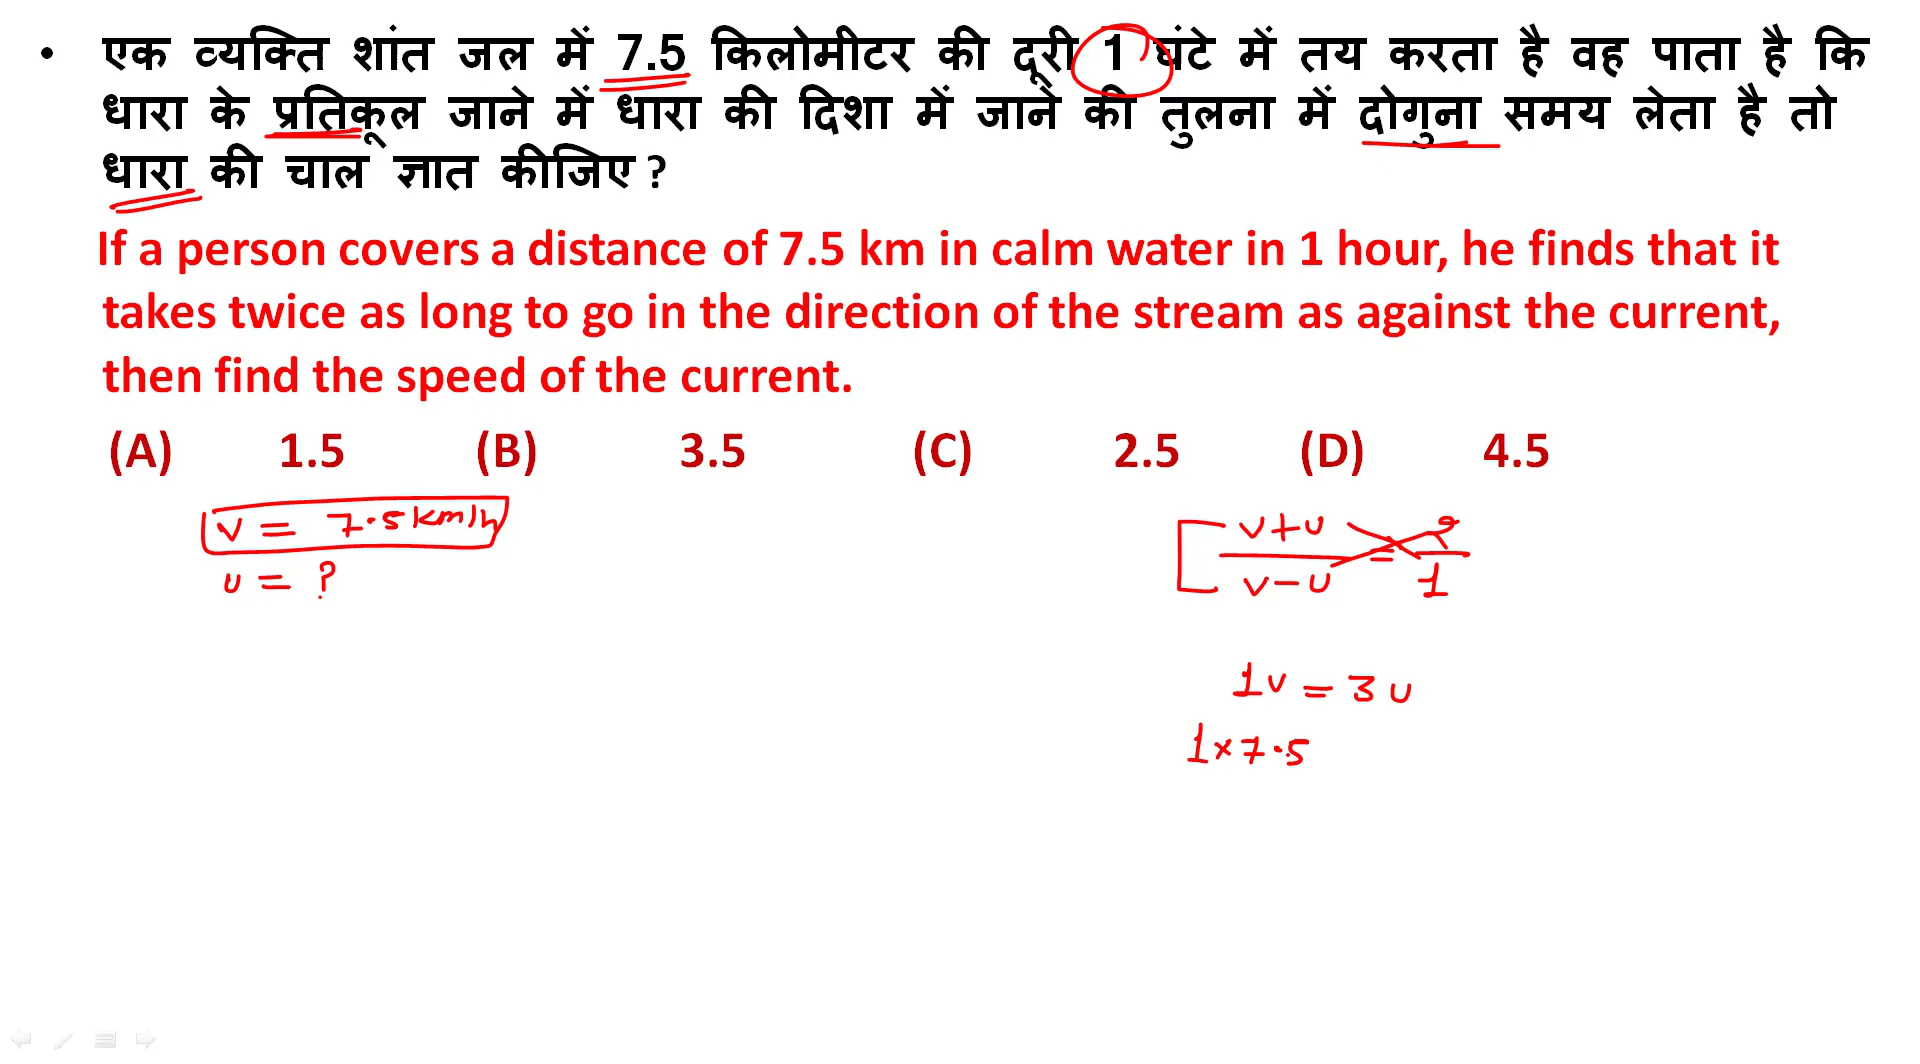 • एक व्यक्ति शांत जल में 7.5 किलोमीटर की दूरी 1 घंटे में तय करता है वह पाता है कि
धारा के प्रतिकूल जाने में धारा की दिशा में जाने की तुलना में दोगुना समय लेता है तो
धारा की चाल ज्ञात कीजिए ?
If a person covers a distance of 7.5 km in calm water in 1 hour, he finds that it
takes twice as long to go in the direction of the stream as against the current,
then find the speed of the current.
(A) 1.5 (B) 3.5 (C) 2.5 (D) 4.5
v = 7.5 km/h
u = ?
v+u = 2
v-u 1
1v = 3u
1×7.5